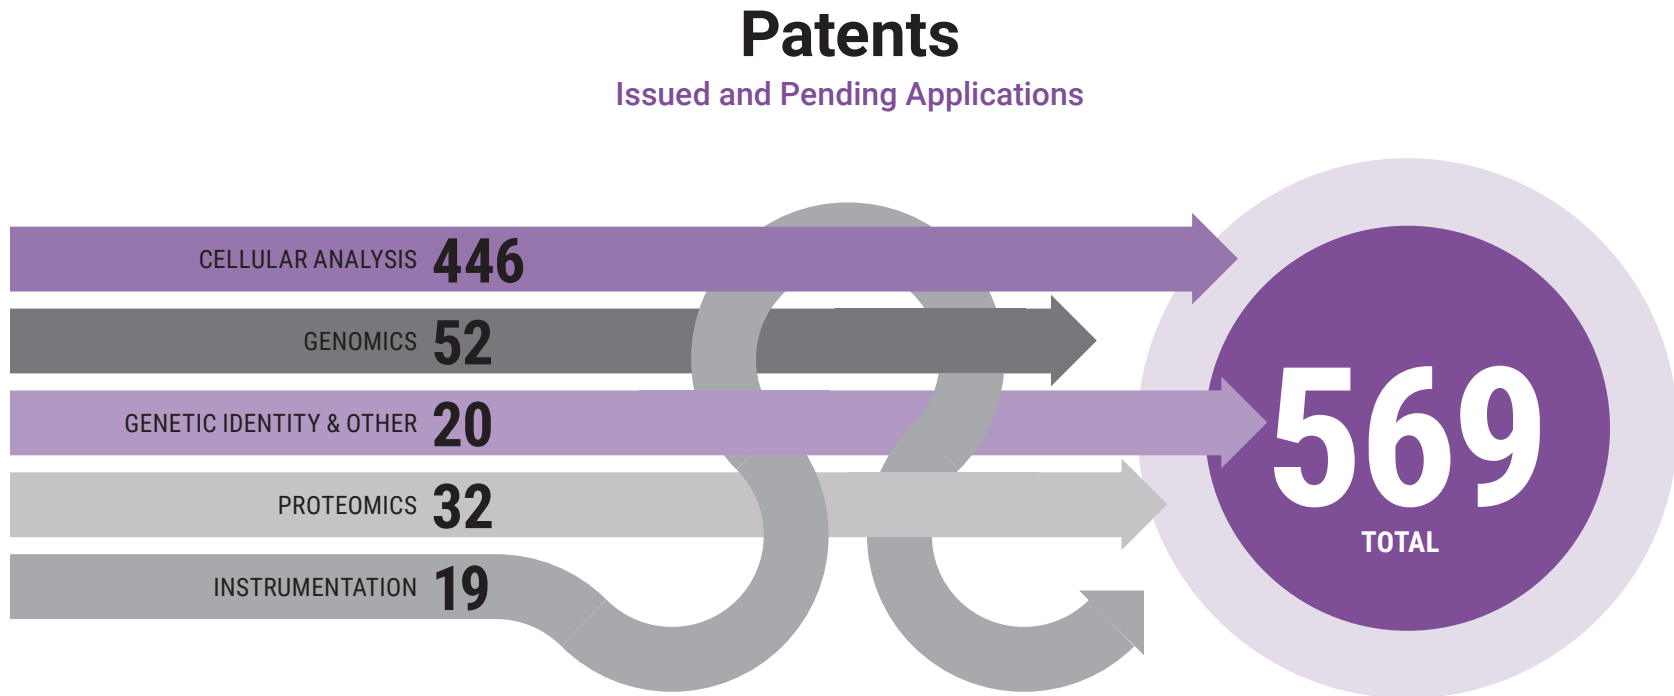 Patents
Issued and Pending Applications
CELLULAR ANALYSIS 446
GENOMICS 52
GENETIC IDENTITY & OTHER 20
PROTEOMICS 32
INSTRUMENTATION 19
569
TOTAL